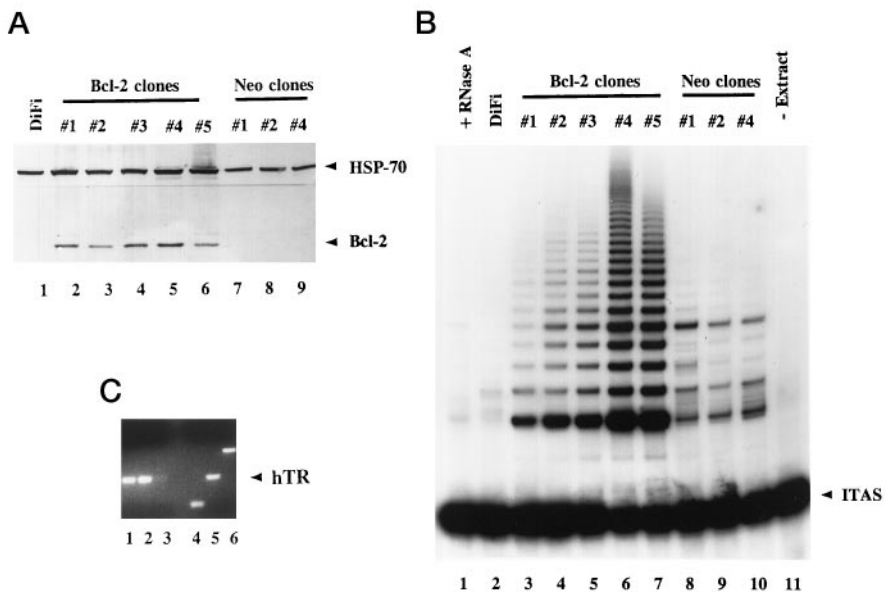 A
Bcl-2 clones Neo clones
DiFi #1 #2 #3 #4 #5 #1 #2 #4
HSP-70
Bcl-2
1 2 3 4 5 6 7 8 9
B
+ RNase A DiFi Bcl-2 clones Neo clones - Extract
#1 #2 #3 #4 #5 #1 #2 #4
ITAS
1 2 3 4 5 6 7 8 9 10 11
C
hTR
1 2 3 4 5 6